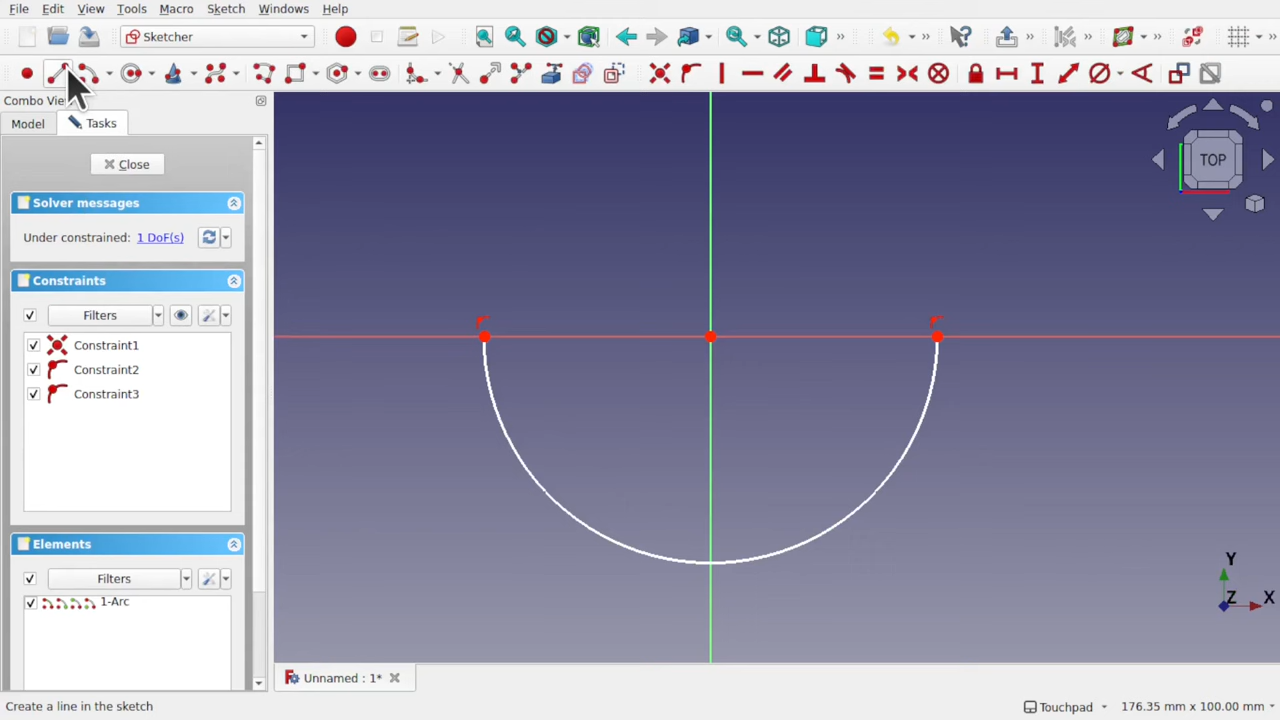 File Edit View Tools Macro Sketch Windows Help
Sketcher
Combo Vie
Model Tasks
Close
Solver messages
Under constrained: 1 DoF(s)
Constraints
Filters
Constraint1
Constraint2
Constraint3
Elements
Filters
1-Arc
TOP
Y
Z X
Unnamed : 1*
Create a line in the sketch
Touchpad 176.35 mm x 100.00 mm